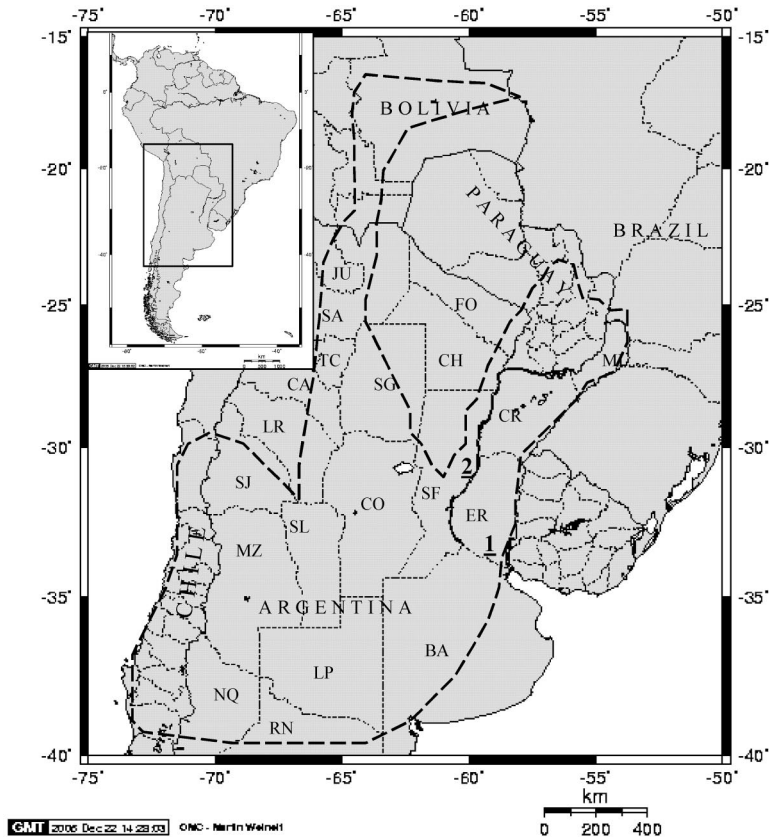 -75 -70 -65 -60 -55 -50
-15 -15
BOLIVIA
-20 -20
PARAGUAY
BRAZIL
JU
-25 -25
SA
FO
TC
CH
MI
CA
SG
LR
CR
-30 -30
2
SJ
SF
CO
SL
ER
MZ
1
CHILE
-35 -35
ARGENTINA
BA
LP
NQ
RN
-40 -40
-75 -70 -65 -60 -55 -50
km
0 200 400
GMT 2005 Dec 22 14:29:03 OMC - Martin Weinelt